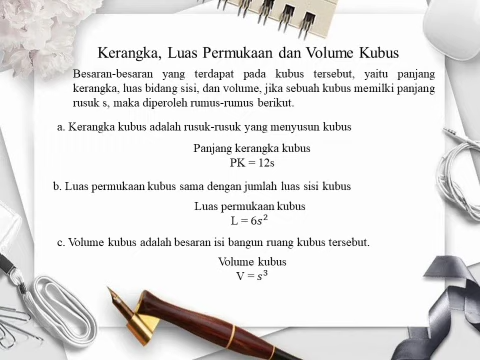 Kerangka, Luas Permukaan dan Volume Kubus
Besaran-besaran yang terdapat pada kubus tersebut, yaitu panjang
kerangka, luas bidang sisi, dan volume, jika sebuah kubus memilki panjang
rusuk s, maka diperoleh rumus-rumus berikut.
a. Kerangka kubus adalah rusuk-rusuk yang menyusun kubus
Panjang kerangka kubus
PK = 12s
b. Luas permukaan kubus sama dengan jumlah luas sisi kubus
Luas permukaan kubus
L = 6s²
c. Volume kubus adalah besaran isi bangun ruang kubus tersebut.
Volume kubus
V = s³